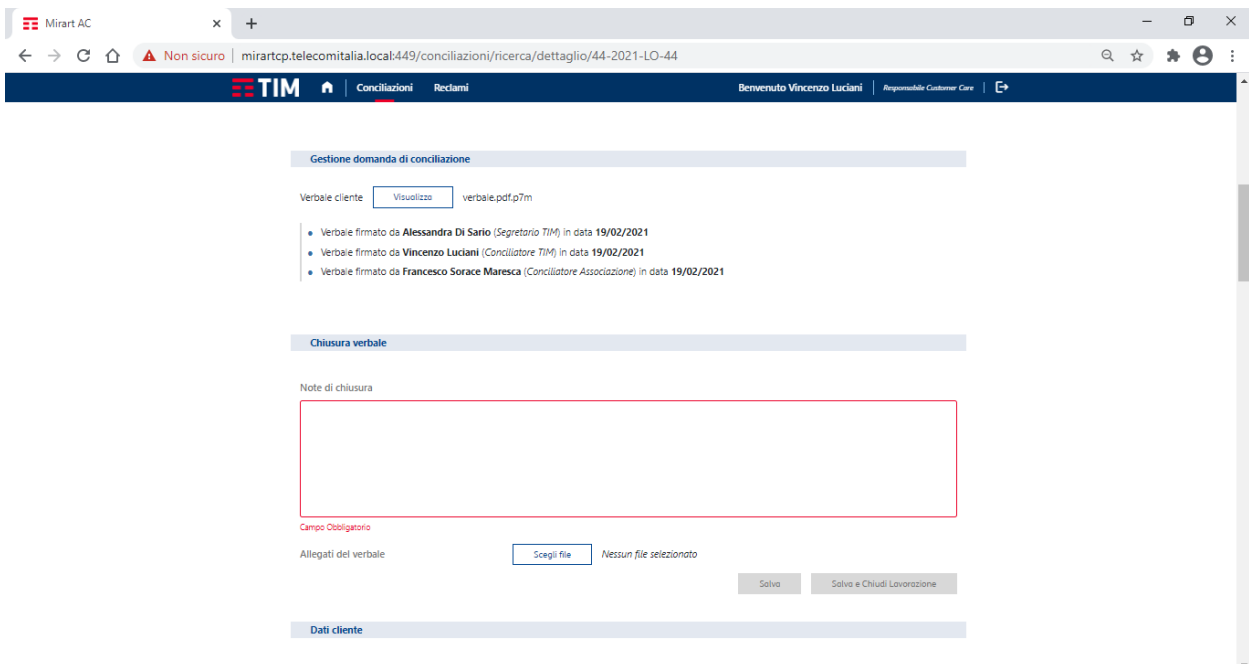 Mirart AC
Non sicuro | mirartcp.telecomitalia.local:449/conciliazioni/ricerca/dettaglio/44-2021-LO-44
TIM Conciliazioni Reclami Benvenuto Vincenzo Luciani Responsabile Customer Care
Gestione domanda di conciliazione
Verbale cliente Visualizza verbale.pdf.p7m
Verbale firmato da Alessandra Di Sario (Segretario TIM) in data 19/02/2021
Verbale firmato da Vincenzo Luciani (Conciliatore TIM) in data 19/02/2021
Verbale firmato da Francesco Sorace Maresca (Conciliatore Associazione) in data 19/02/2021
Chiusura verbale
Note di chiusura
Campo Obbligatorio
Allegati del verbale Scegli file Nessun file selezionato
Salva Salva e Chiudi Lavorazione
Dati cliente